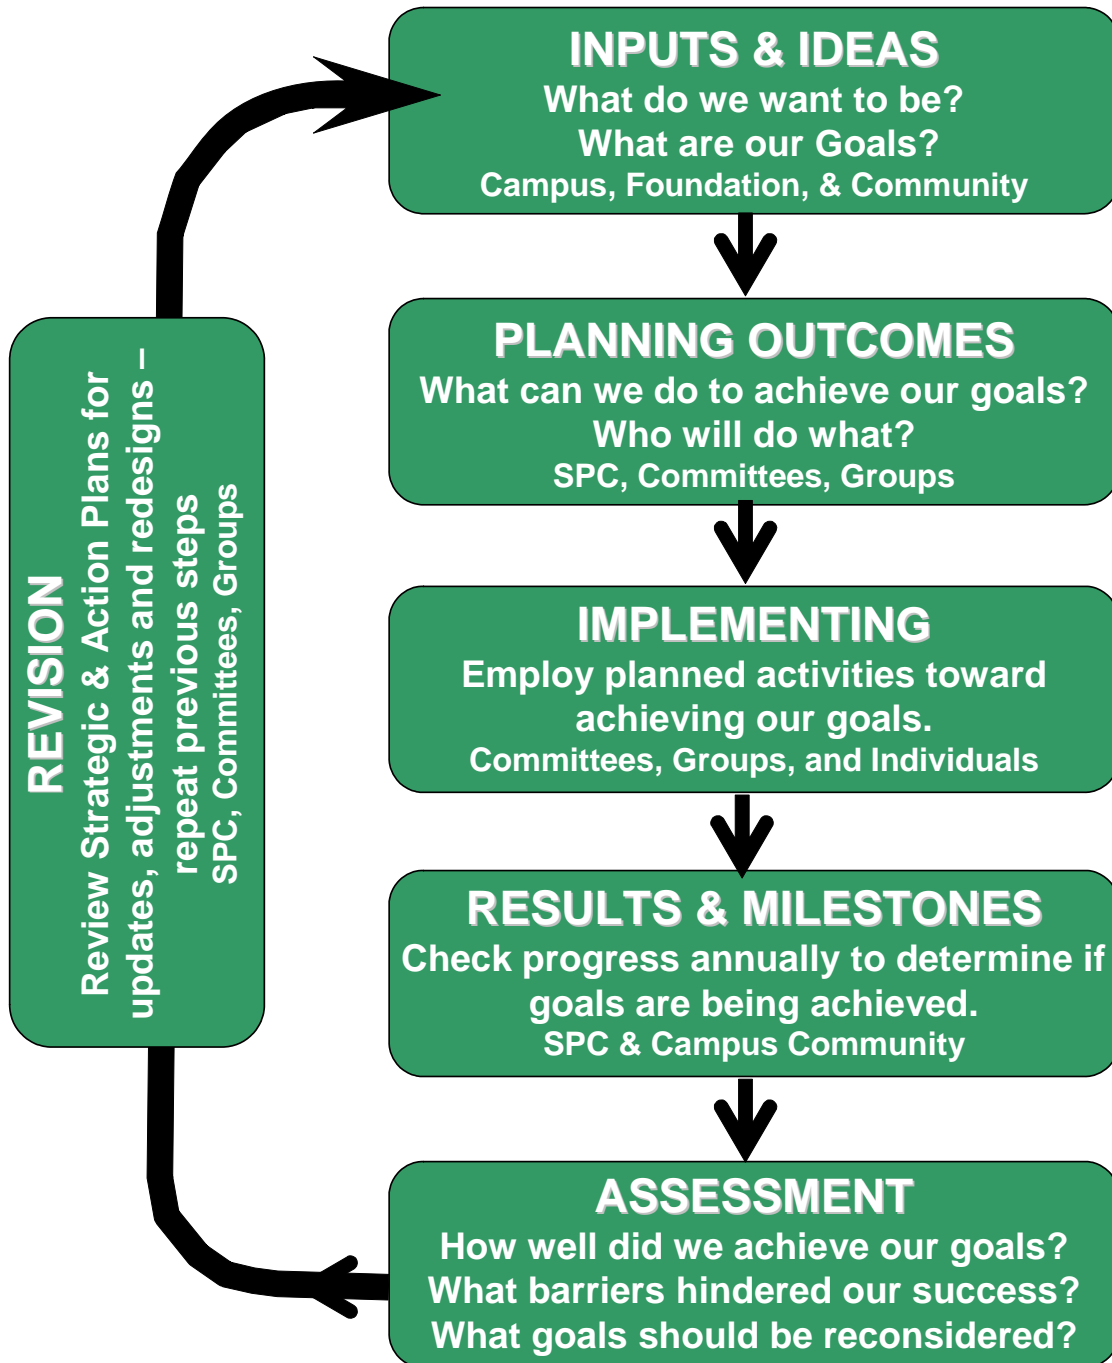 INPUTS & IDEAS
What do we want to be?
What are our Goals?
Campus, Foundation, & Community
PLANNING OUTCOMES
What can we do to achieve our goals?
Who will do what?
SPC, Committees, Groups
IMPLEMENTING
Employ planned activities toward
achieving our goals.
Committees, Groups, and Individuals
RESULTS & MILESTONES
Check progress annually to determine if
goals are being achieved.
SPC & Campus Community
ASSESSMENT
How well did we achieve our goals?
What barriers hindered our success?
What goals should be reconsidered?
REVISION
Review Strategic & Action Plans for
updates, adjustments and redesigns –
repeat previous steps
SPC, Committees, Groups